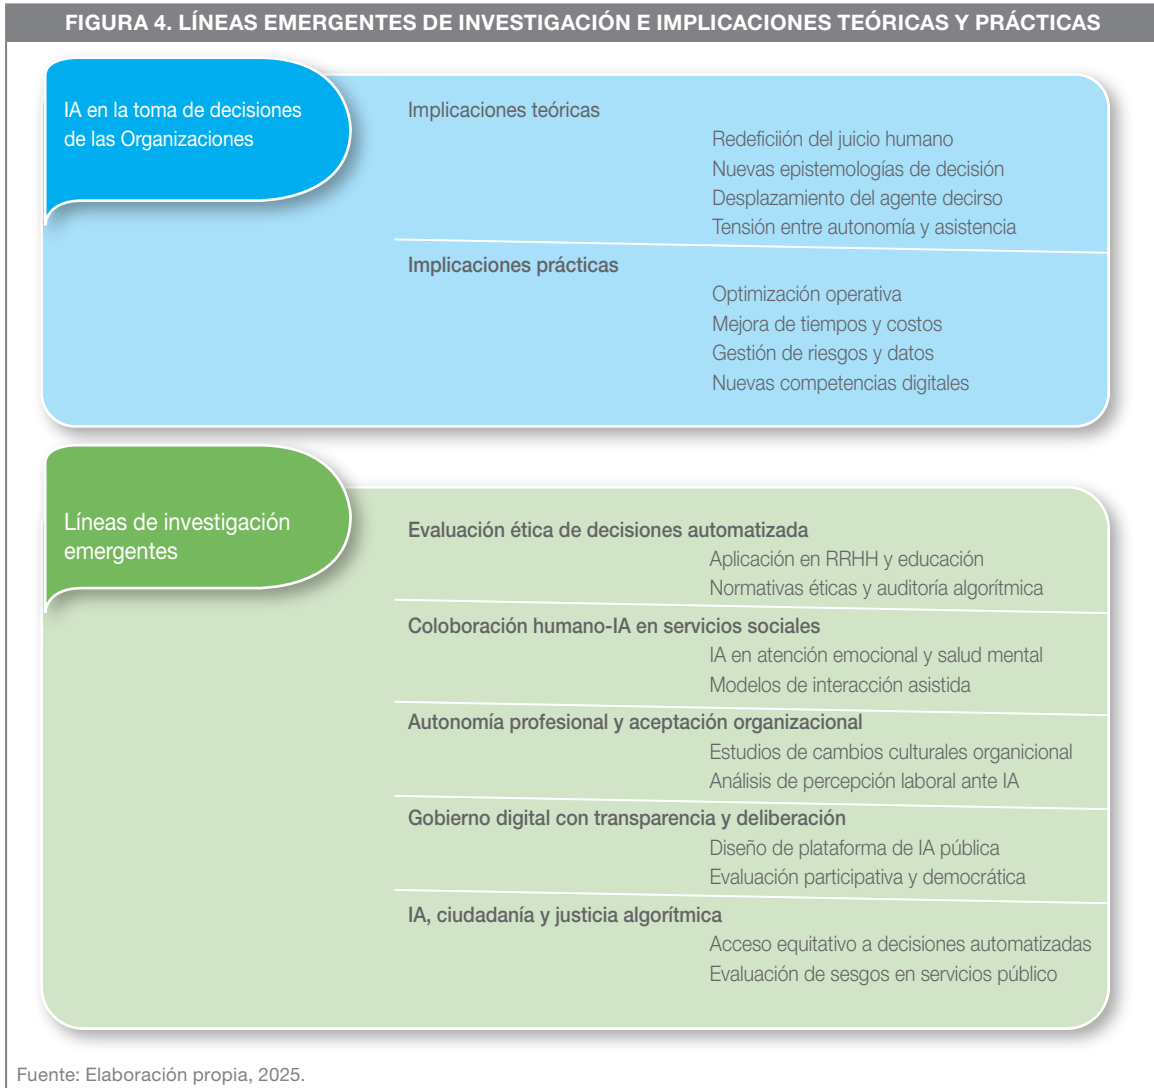 FIGURA 4. LÍNEAS EMERGENTES DE INVESTIGACIÓN E IMPLICACIONES TEÓRICAS Y PRÁCTICAS
IA en la toma de decisiones
de las Organizaciones
Implicaciones teóricas
Redeficiión del juicio humano
Nuevas epistemologías de decisión
Desplazamiento del agente decirso
Tensión entre autonomía y asistencia
Implicaciones prácticas
Optimización operativa
Mejora de tiempos y costos
Gestión de riesgos y datos
Nuevas competencias digitales
Líneas de investigación
emergentes
Evaluación ética de decisiones automatizada
Aplicación en RRHH y educación
Normativas éticas y auditoría algorítmica
Coloboración humano-IA en servicios sociales
IA en atención emocional y salud mental
Modelos de interacción asistida
Autonomía profesional y aceptación organizacional
Estudios de cambios culturales organicional
Análisis de percepción laboral ante IA
Gobierno digital con transparencia y deliberación
Diseño de plataforma de IA pública
Evaluación participativa y democrática
IA, ciudadanía y justicia algorítmica
Acceso equitativo a decisiones automatizadas
Evaluación de sesgos en servicios público
Fuente: Elaboración propia, 2025.